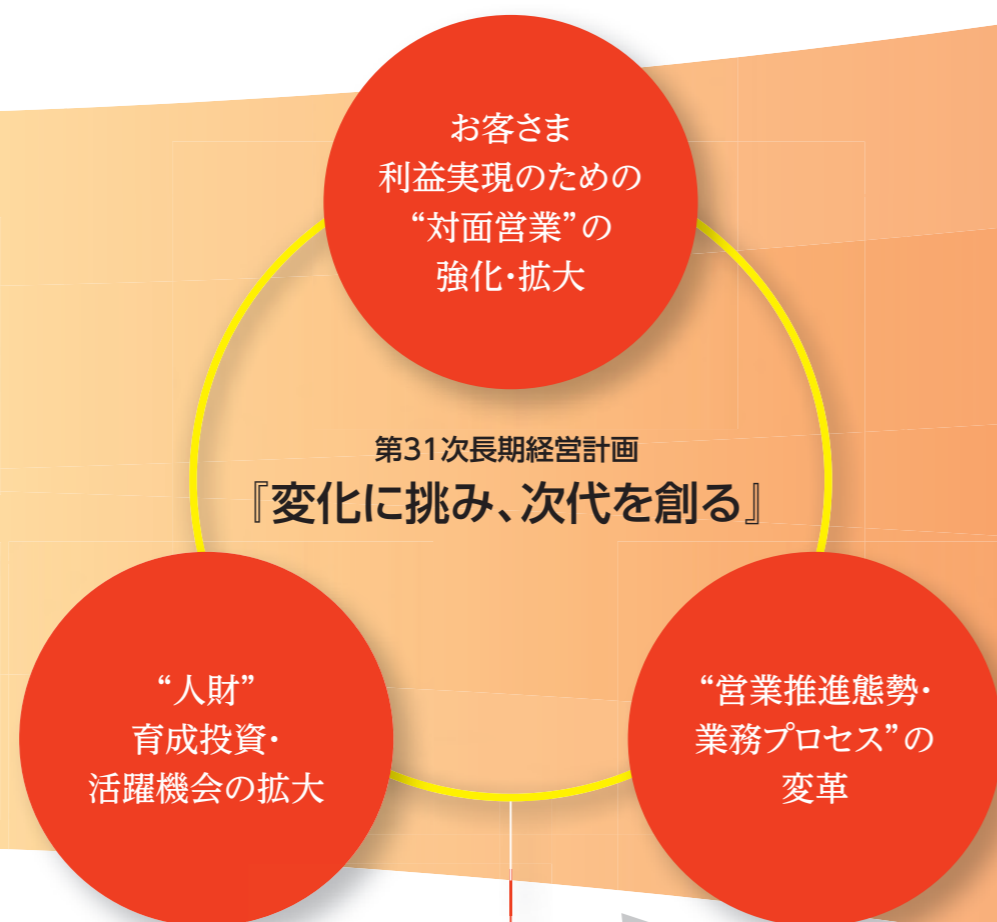 お客さま
利益実現のための
“対面営業”の
強化・拡大
第31次長期経営計画
『変化に挑み、次代を創る』
“人財”
育成投資・
活躍機会の拡大
“営業推進態勢・
業務プロセス”の
変革